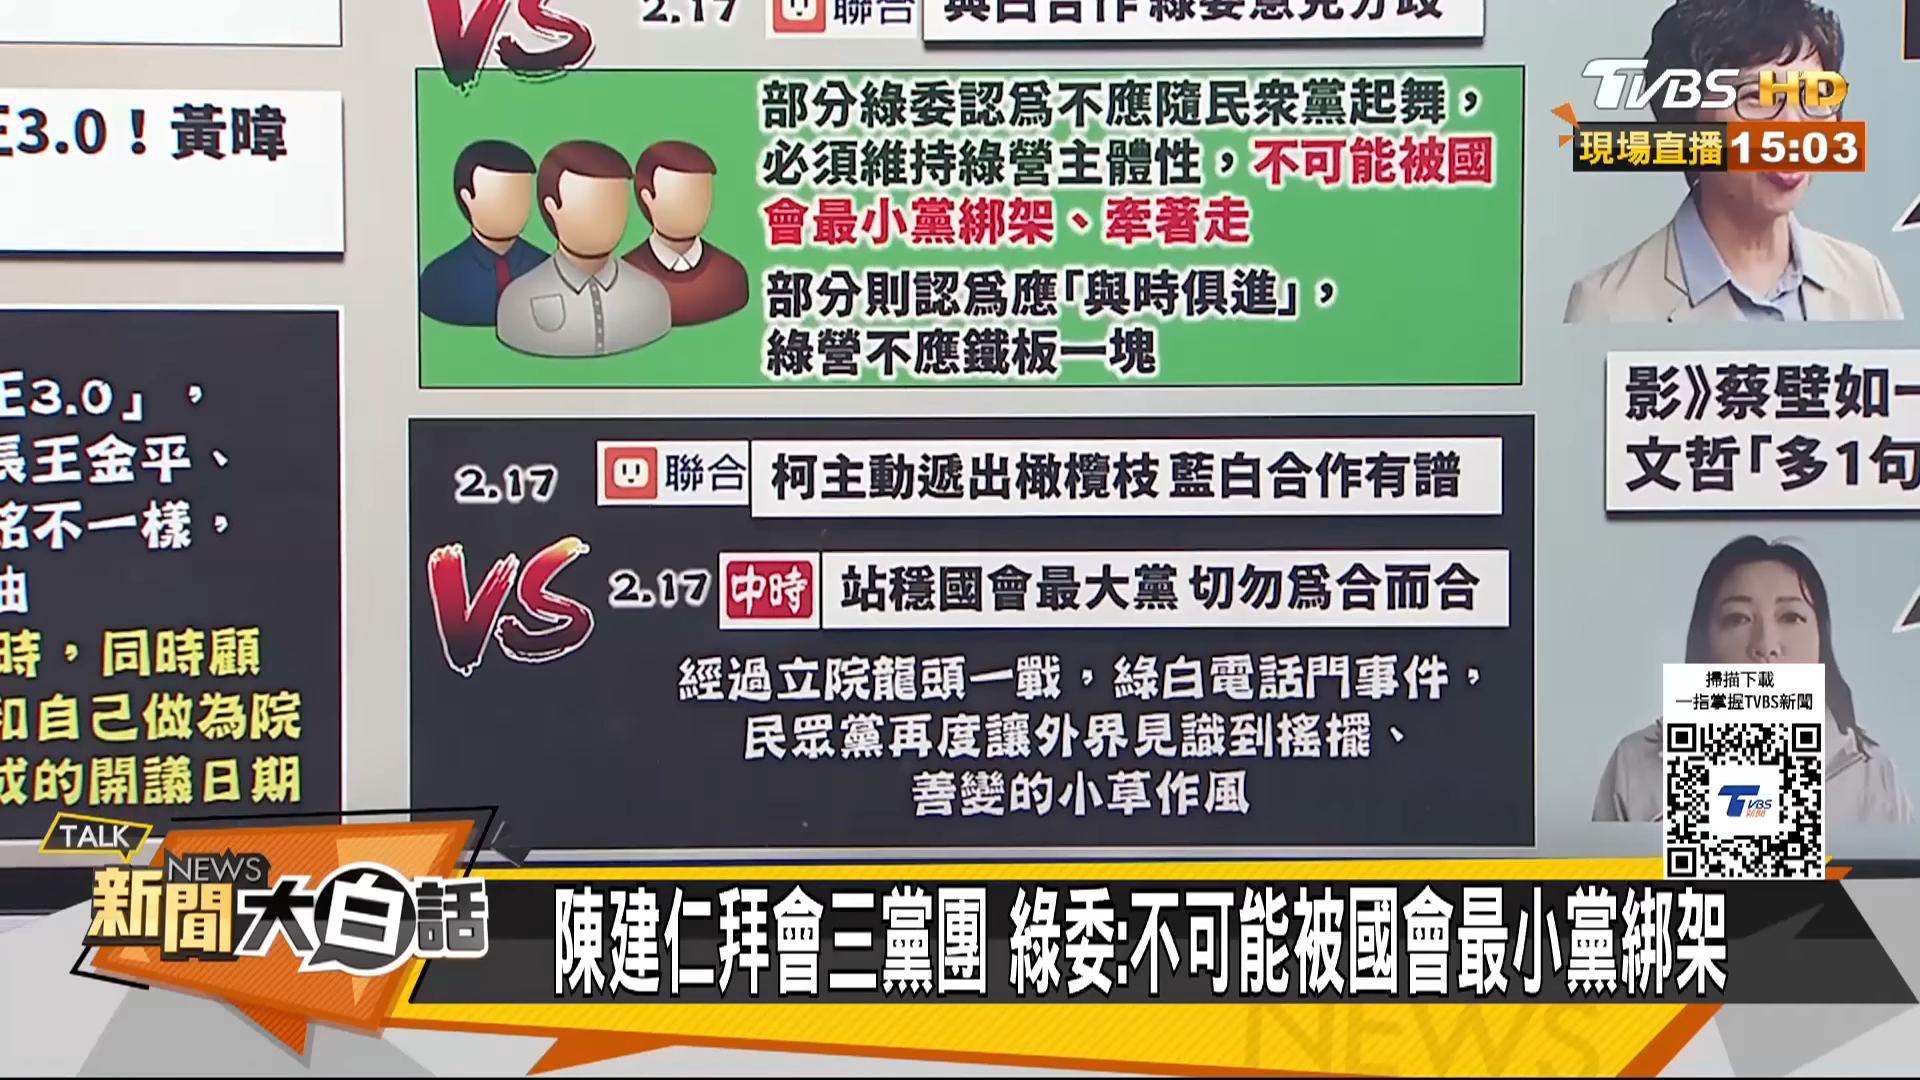 2.17 聯合
部分綠委認爲不應隨民衆黨起舞，
必須維持綠營主體性，不可能被國
會最小黨綁架、牽著走
部分則認爲應「與時俱進」，
綠營不應鐵板一塊
2.17 聯合 柯主動遞出橄欖枝 藍白合作有譜
VS 2.17 中時 站穩國會最大黨 切勿爲合而合
經過立院龍頭一戰，綠白電話門事件，
民眾黨再度讓外界見識到搖擺、
善變的小草作風
3.0！黃暐
3.0」，
長王金平、
銘不一樣，
由
時，同時顧
和自己做為院
成的開議日期
TVBS HD
現場直播 15:03
影》蔡壁如一
文哲「多1句
掃描下載
一指掌握TVBS新聞
TVBS
新聞
TALK
NEWS
新聞大白話
陳建仁拜會三黨團 綠委:不可能被國會最小黨綁架
NEWS